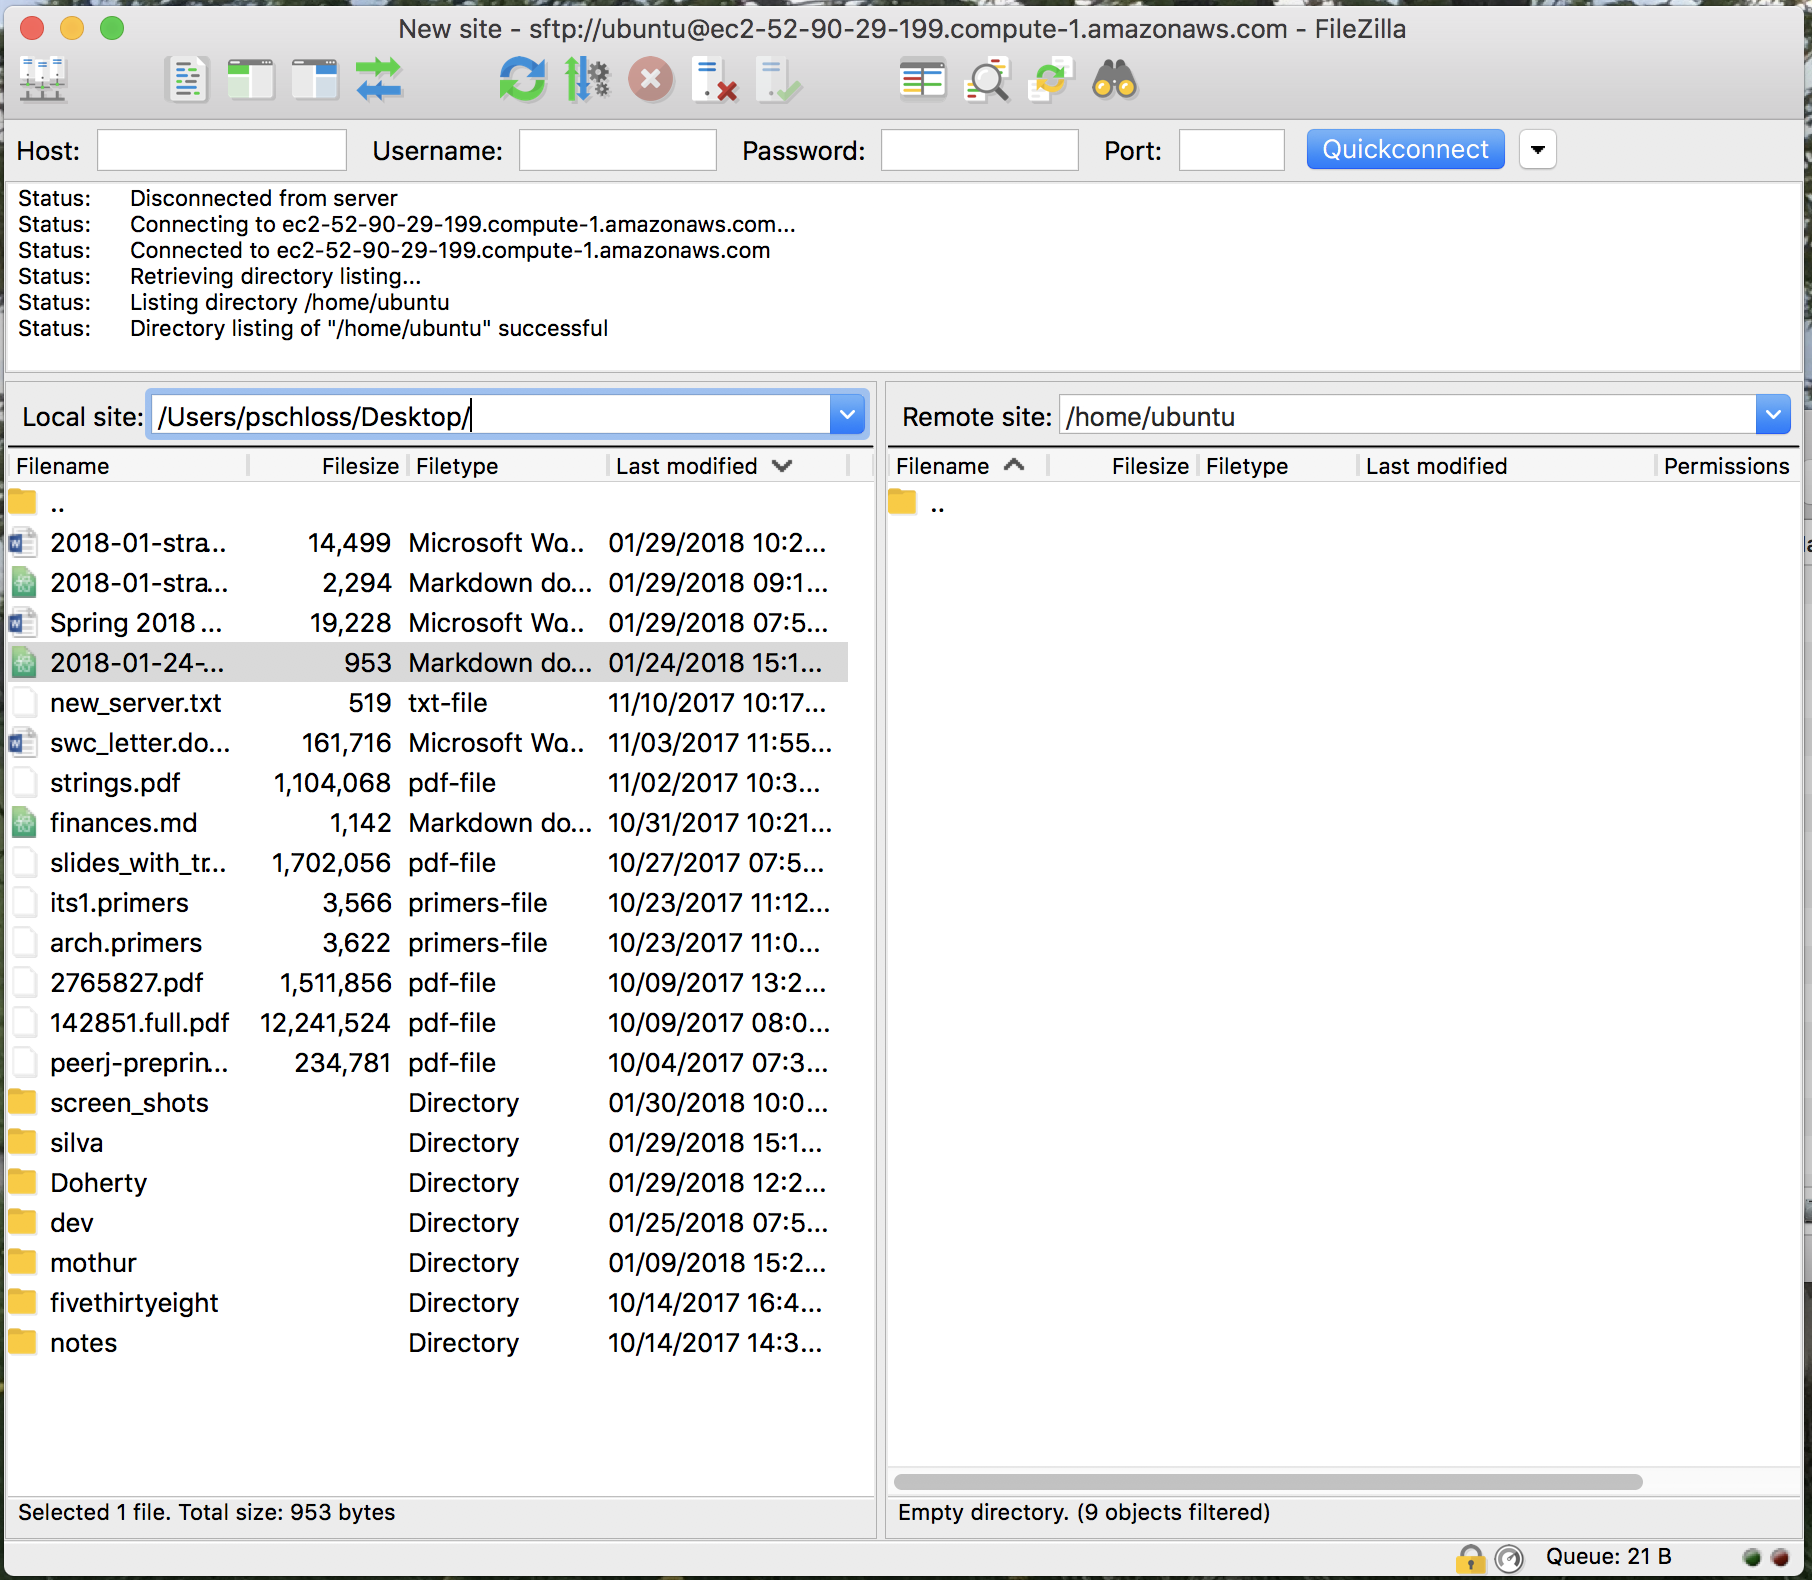 New site - sftp://ubuntu@ec2-52-90-29-199.compute-1.amazonaws.com - FileZilla
Host: Username: Password: Port: Quickconnect
Status: Disconnected from server
Status: Connecting to ec2-52-90-29-199.compute-1.amazonaws.com...
Status: Connected to ec2-52-90-29-199.compute-1.amazonaws.com
Status: Retrieving directory listing...
Status: Listing directory /home/ubuntu
Status: Directory listing of "/home/ubuntu" successful
Local site: /Users/pschloss/Desktop/
Filename Filesize Filetype Last modified
..
2018-01-stra... 14,499 Microsoft Wo... 01/29/2018 10:2...
2018-01-stra... 2,294 Markdown do... 01/29/2018 09:1...
Spring 2018 ... 19,228 Microsoft Wo... 01/29/2018 07:5...
2018-01-24-... 953 Markdown do... 01/24/2018 15:1...
new_server.txt 519 txt-file 11/10/2017 10:17...
swc_letter.do... 161,716 Microsoft Wo... 11/03/2017 11:55...
strings.pdf 1,104,068 pdf-file 11/02/2017 10:3...
finances.md 1,142 Markdown do... 10/31/2017 10:21...
slides_with_tr... 1,702,056 pdf-file 10/27/2017 07:5...
its1.primers 3,566 primers-file 10/23/2017 11:12...
arch.primers 3,622 primers-file 10/23/2017 11:0...
2765827.pdf 1,511,856 pdf-file 10/09/2017 13:2...
142851.full.pdf 12,241,524 pdf-file 10/09/2017 08:0...
peerj-preprin... 234,781 pdf-file 10/04/2017 07:3...
screen_shots Directory 01/30/2018 10:0...
silva Directory 01/29/2018 15:1...
Doherty Directory 01/29/2018 12:2...
dev Directory 01/25/2018 07:5...
mothur Directory 01/09/2018 15:2...
fivethirtyeight Directory 10/14/2017 16:4...
notes Directory 10/14/2017 14:3...
Selected 1 file. Total size: 953 bytes
Remote site: /home/ubuntu
Filename Filesize Filetype Last modified Permissions
..
Empty directory. (9 objects filtered)
Queue: 21 B